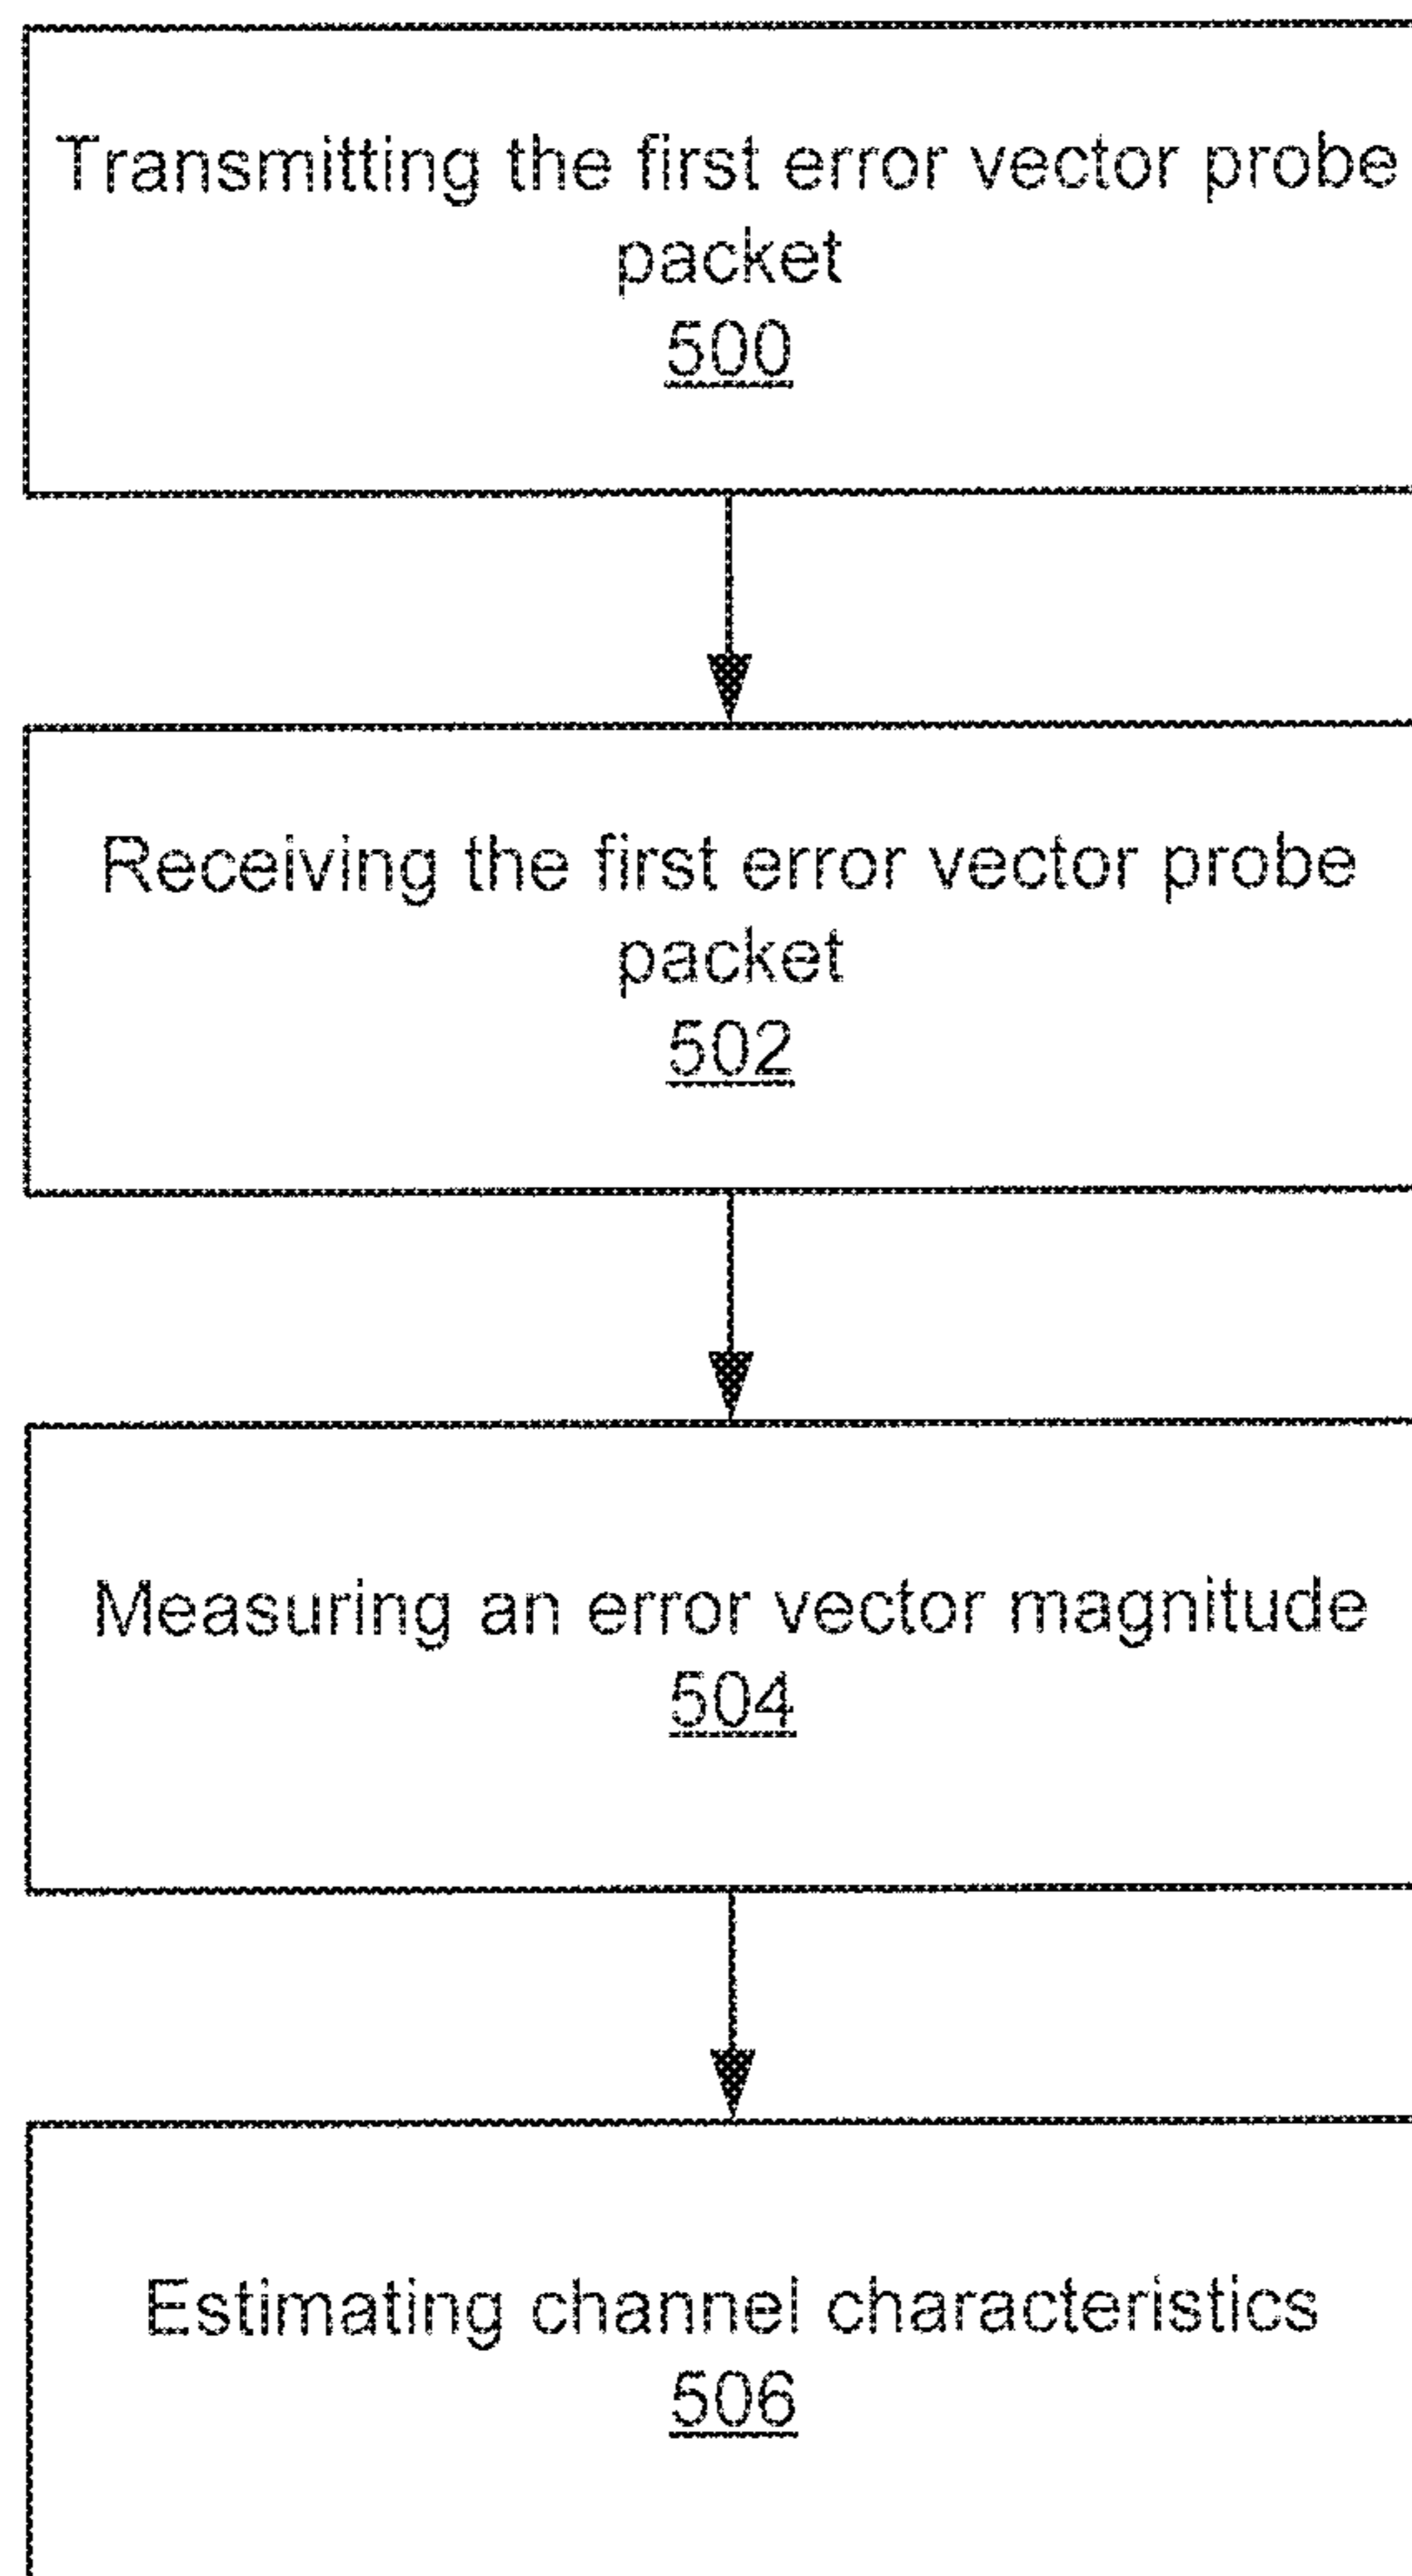 Transmitting the first error vector probe
packet
500
Receiving the first error vector probe
packet
502
Measuring an error vector magnitude
504
Estimating channel characteristics
506